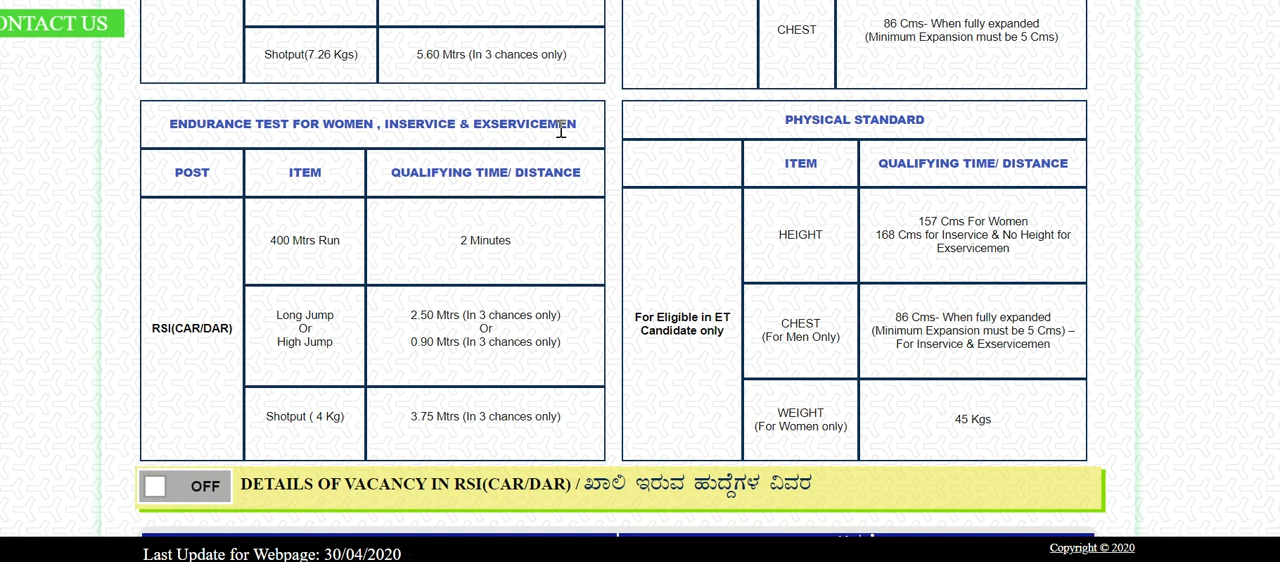 ONTACT US
Shotput(7.26 Kgs)
5.60 Mtrs (In 3 chances only)
CHEST
86 Cms- When fully expanded
(Minimum Expansion must be 5 Cms)
ENDURANCE TEST FOR WOMEN , INSERVICE & EXSERVICEMEN
POST
ITEM
QUALIFYING TIME/ DISTANCE
RSI(CAR/DAR)
400 Mtrs Run
2 Minutes
Long Jump
Or
High Jump
2.50 Mtrs (In 3 chances only)
Or
0.90 Mtrs (In 3 chances only)
Shotput ( 4 Kg)
3.75 Mtrs (In 3 chances only)
PHYSICAL STANDARD
ITEM
QUALIFYING TIME/ DISTANCE
For Eligible in ET
Candidate only
HEIGHT
157 Cms For Women
168 Cms for Inservice & No Height for
Exservicemen
CHEST
(For Men Only)
86 Cms- When fully expanded
(Minimum Expansion must be 5 Cms) –
For Inservice & Exservicemen
WEIGHT
(For Women only)
45 Kgs
OFF
DETAILS OF VACANCY IN RSI(CAR/DAR) / ಖಾಲಿ ಇರುವ ಹುದ್ದೆಗಳ ವಿವರ
Last Update for Webpage: 30/04/2020
Copyright © 2020